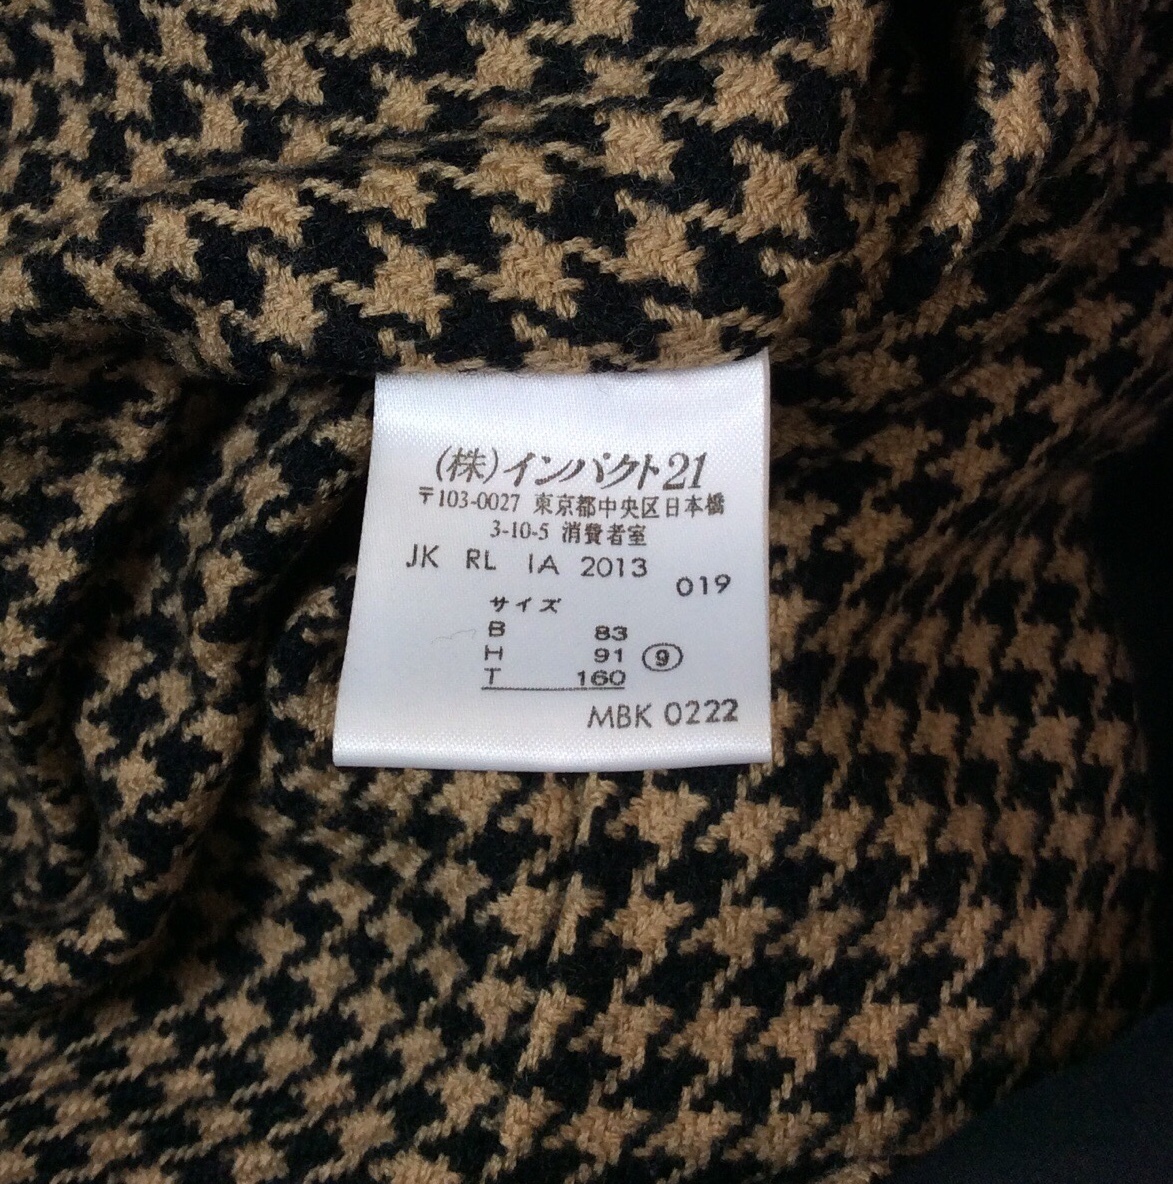 (株)インパクト21
〒103-0027 東京都中央区日本橋
3-10-5 消費者室
JK RL IA 2013
019
サイズ
B 83
H 91 ⑨
T 160
MBK 0222